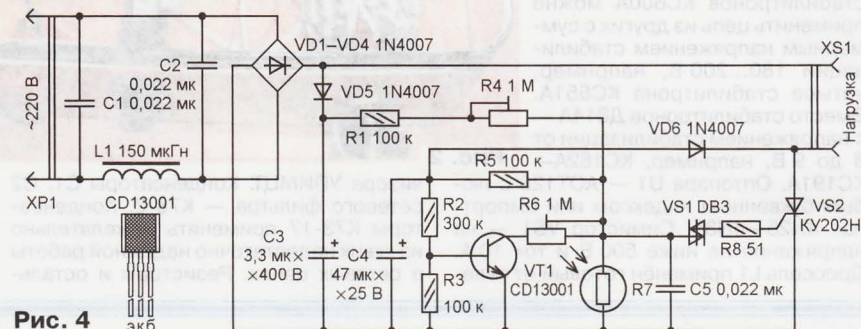 ~220 В
C2
0,022 мк
C1 0,022 мк
L1 150 мкГн
XP1
CD13001
экб
Рис. 4
VD1–VD4 1N4007
VD5 1N4007
R1 100 к
R4 1 М
R5 100 к
R6 1 М
R2
300 к
C3
3,3 мк×
×400 В
C4
47 мк×
×25 В
R3
100 к
VT1
CD13001
R7
C5 0,022 мк
VD6 1N4007
VS1 DB3
R8 51
VS2
КУ202Н
XS1
Нагрузка